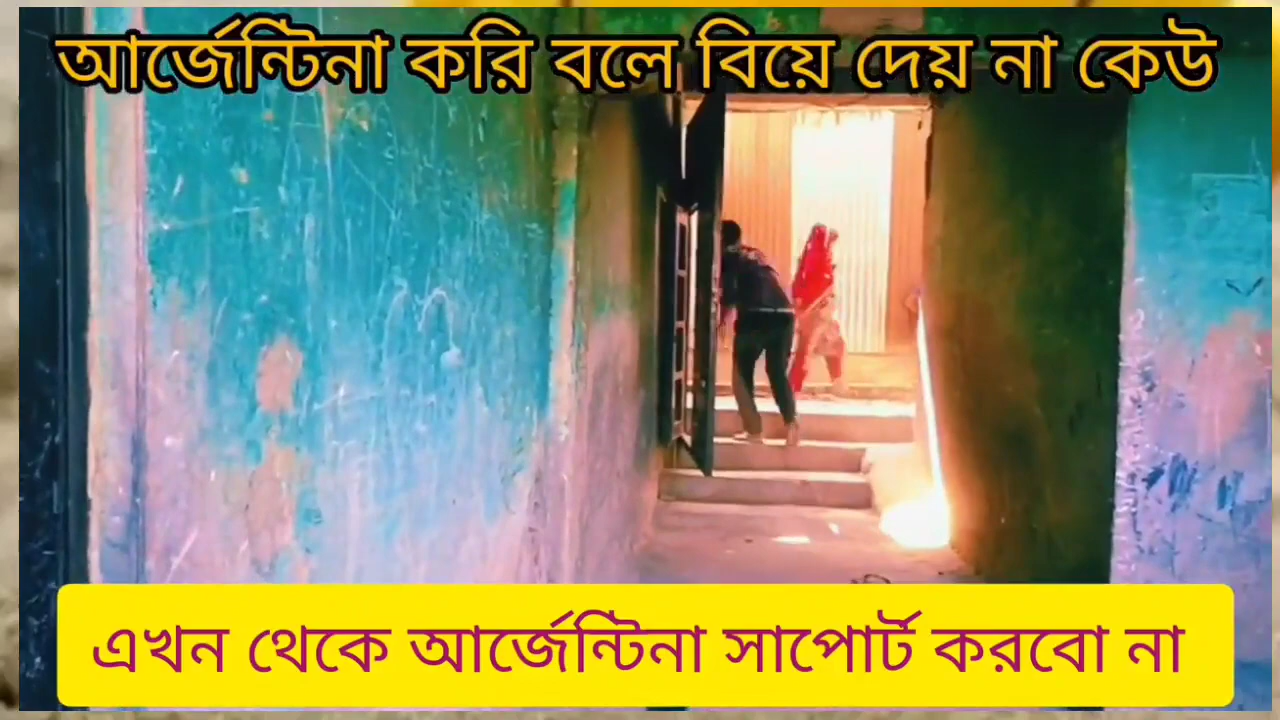 আর্জেন্টিনা করি বলে বিয়ে দেয় না কেউ
এখন থেকে আর্জেন্টিনা সাপোর্ট করবো না